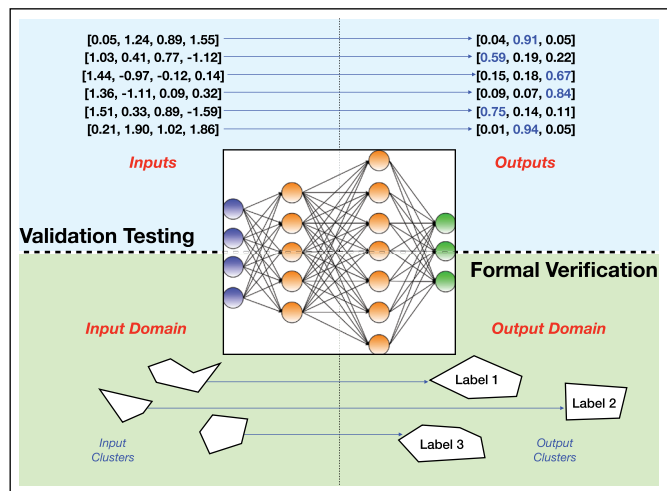 [0.05, 1.24, 0.89, 1.55] [0.04, 0.91, 0.05]
[1.03, 0.41, 0.77, -1.12] [0.59, 0.19, 0.22]
[1.44, -0.97, -0.12, 0.14] [0.15, 0.18, 0.67]
[1.36, -1.11, 0.09, 0.32] [0.09, 0.07, 0.84]
[1.51, 0.33, 0.89, -1.59] [0.75, 0.14, 0.11]
[0.21, 1.90, 1.02, 1.86] [0.01, 0.94, 0.05]
Inputs
Outputs
Validation Testing
Formal Verification
Input Domain
Output Domain
Label 1
Label 2
Label 3
Input
Clusters
Output
Clusters